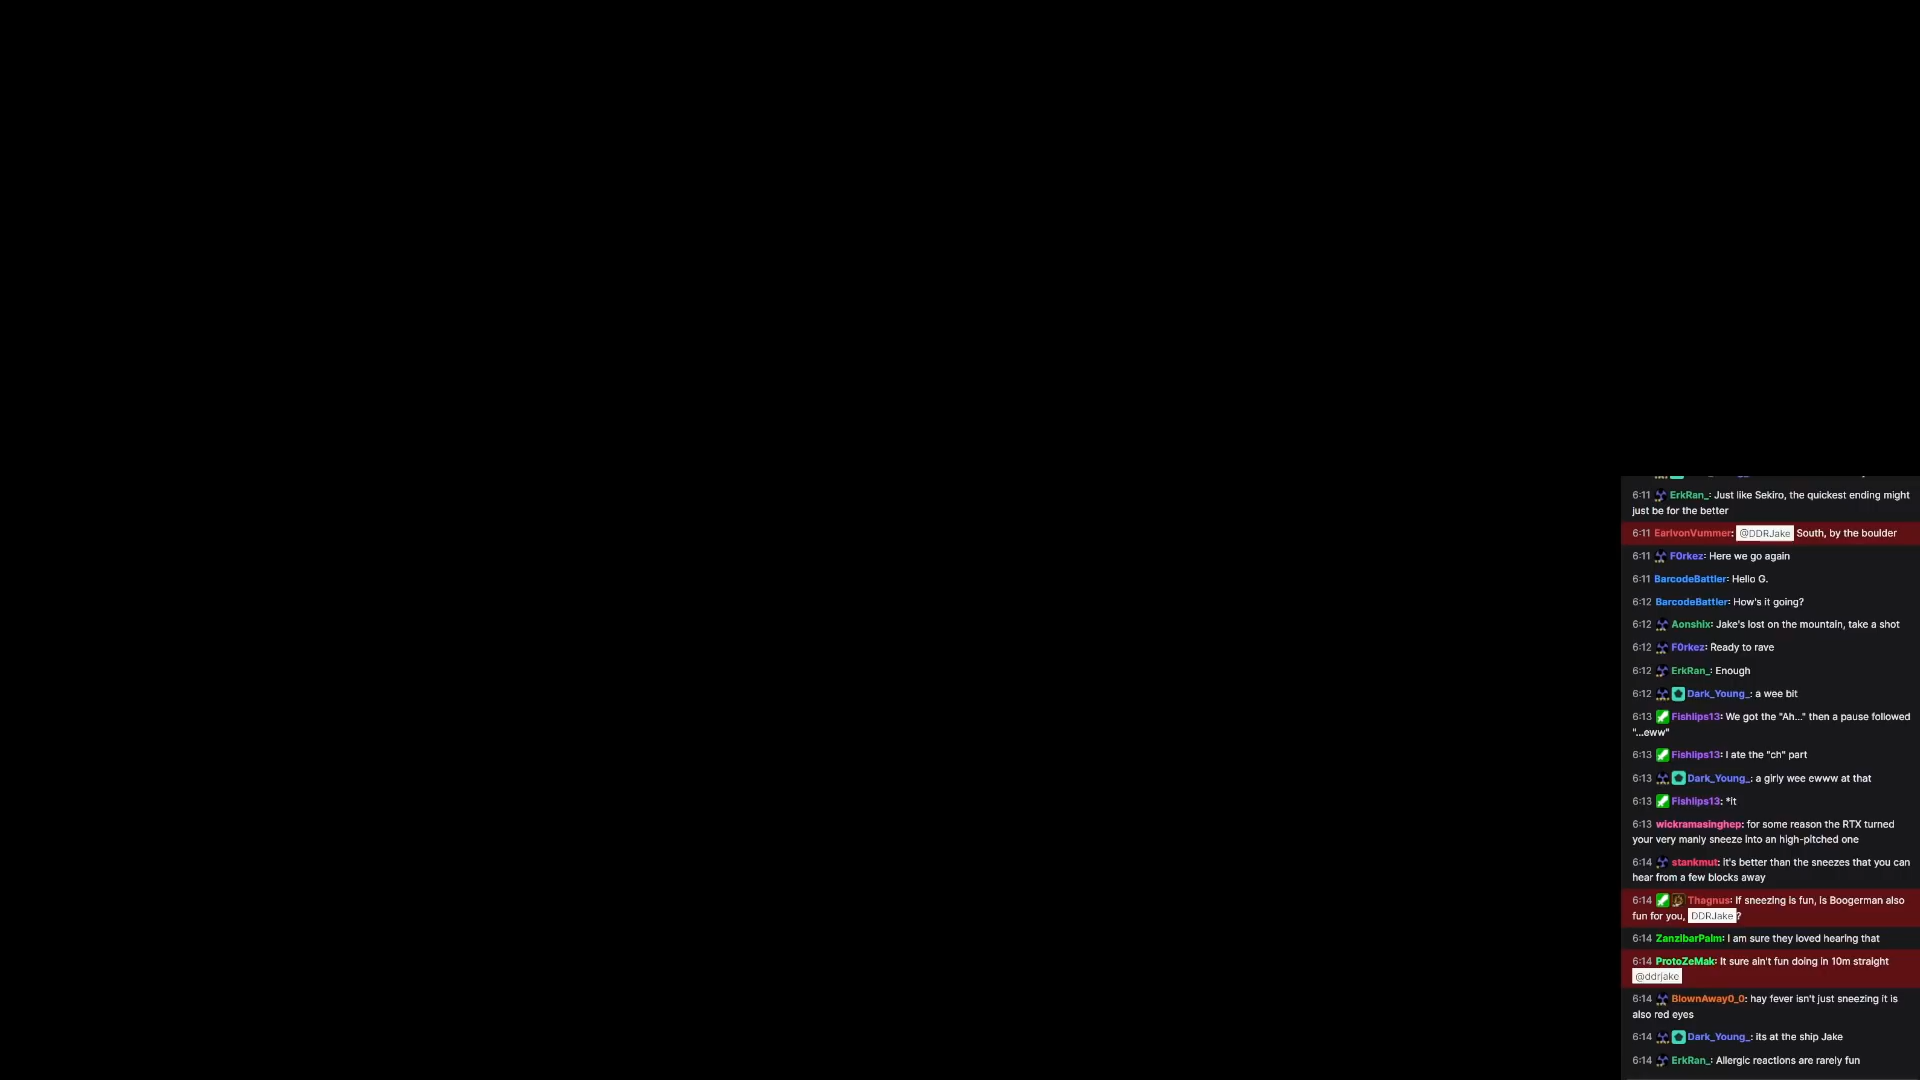 6:11 ErkRan_: Just like Sekiro, the quickest ending might
just be for the better
6:11 EarlvonVummer: @DDRJake South, by the boulder
6:11 F0rkez: Here we go again
6:11 BarcodeBattler: Hello G.
6:12 BarcodeBattler: How's it going?
6:12 Aonshix: Jake's lost on the mountain, take a shot
6:12 F0rkez: Ready to rave
6:12 ErkRan_: Enough
6:12 Dark_Young_: a wee bit
6:13 Fishlips13: We got the "Ah..." then a pause followed
"...eww"
6:13 Fishlips13: I ate the "ch" part
6:13 Dark_Young_: a girly wee ewww at that
6:13 Fishlips13: *it
6:13 wickramasinghep: for some reason the RTX turned
your very manly sneeze into an high-pitched one
6:14 stankmut: it's better than the sneezes that you can
hear from a few blocks away
6:14 Thagnus: If sneezing is fun, is Boogerman also
fun for you, DDRJake ?
6:14 ZanzibarPalm: I am sure they loved hearing that
6:14 ProtoZeMak: It sure ain't fun doing in 10m straight
@ddrjake
6:14 BlownAway0_0: hay fever isn't just sneezing it is
also red eyes
6:14 Dark_Young_: its at the ship Jake
6:14 ErkRan_: Allergic reactions are rarely fun